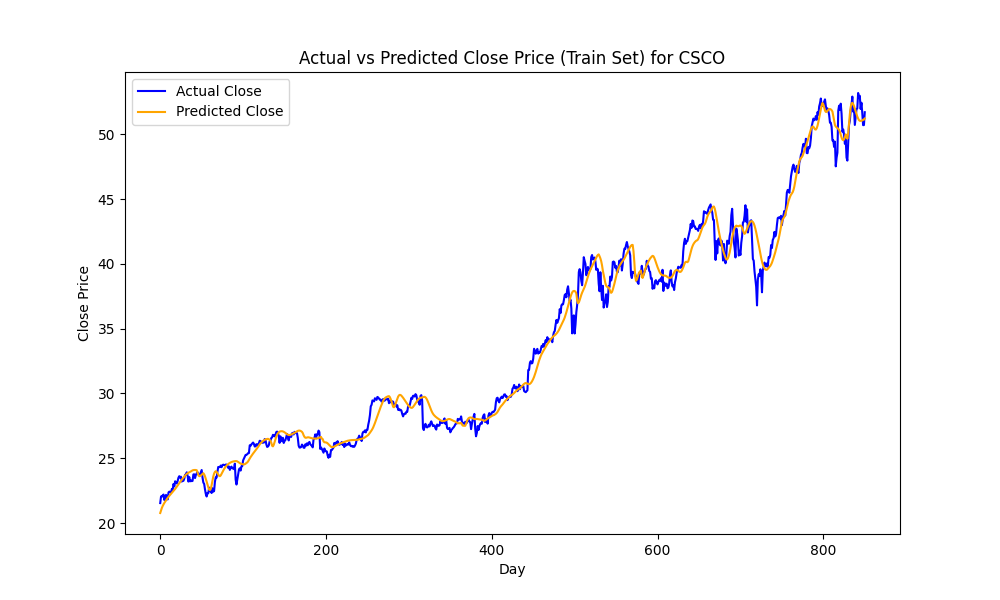 Actual vs Predicted Close Price (Train Set) for CSCO
Actual Close
Predicted Close
Close Price
50
45
40
35
30
25
20
0 200 400 600 800
Day